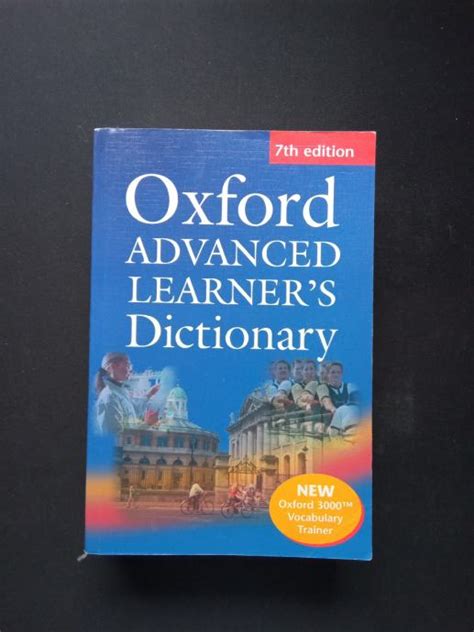 7th edition
Oxford
ADVANCED
LEARNER'S
Dictionary
NEW
Oxford 3000™
Vocabulary
Trainer